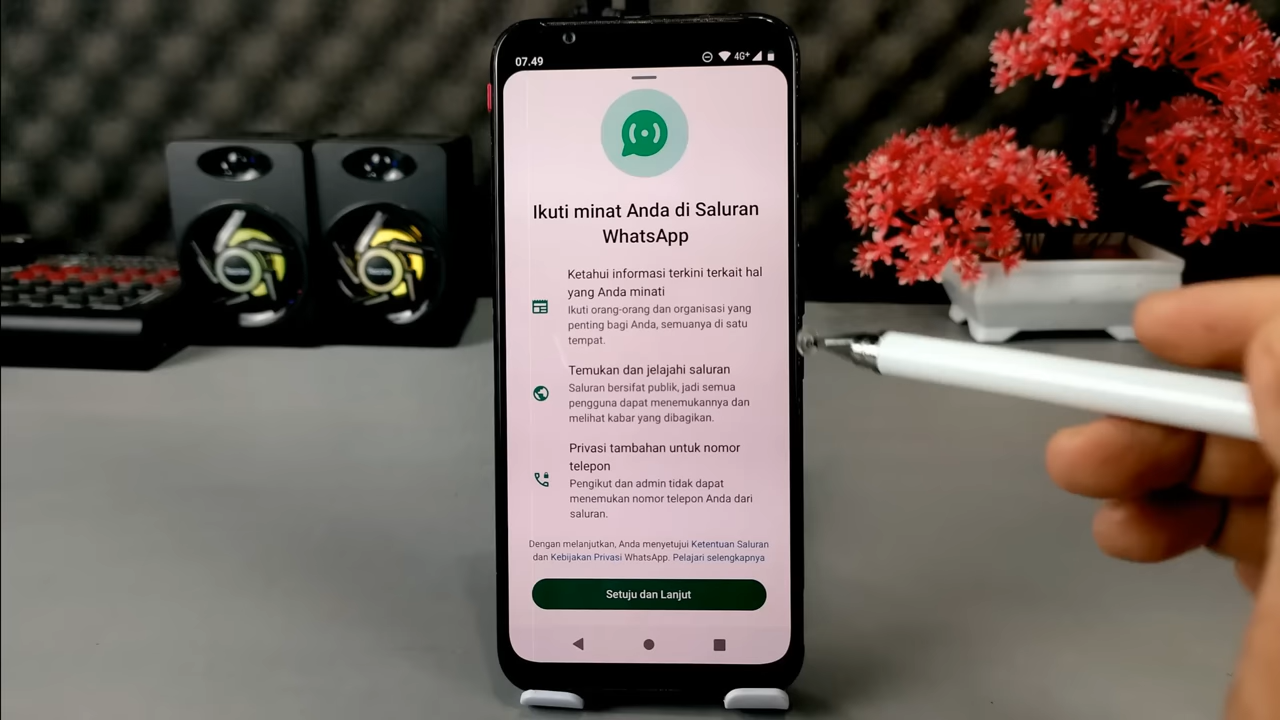 07.49
4G+
Ikuti minat Anda di Saluran
WhatsApp
Ketahui informasi terkini terkait hal
yang Anda minati
Ikuti orang-orang dan organisasi yang
penting bagi Anda, semuanya di satu
tempat.
Temukan dan jelajahi saluran
Saluran bersifat publik, jadi semua
pengguna dapat menemukannya dan
melihat kabar yang dibagikan.
Privasi tambahan untuk nomor
telepon
Pengikut dan admin tidak dapat
menemukan nomor telepon Anda dari
saluran.
Dengan melanjutkan, Anda menyetujui Ketentuan Saluran
dan Kebijakan Privasi WhatsApp. Pelajari selengkapnya
Setuju dan Lanjut